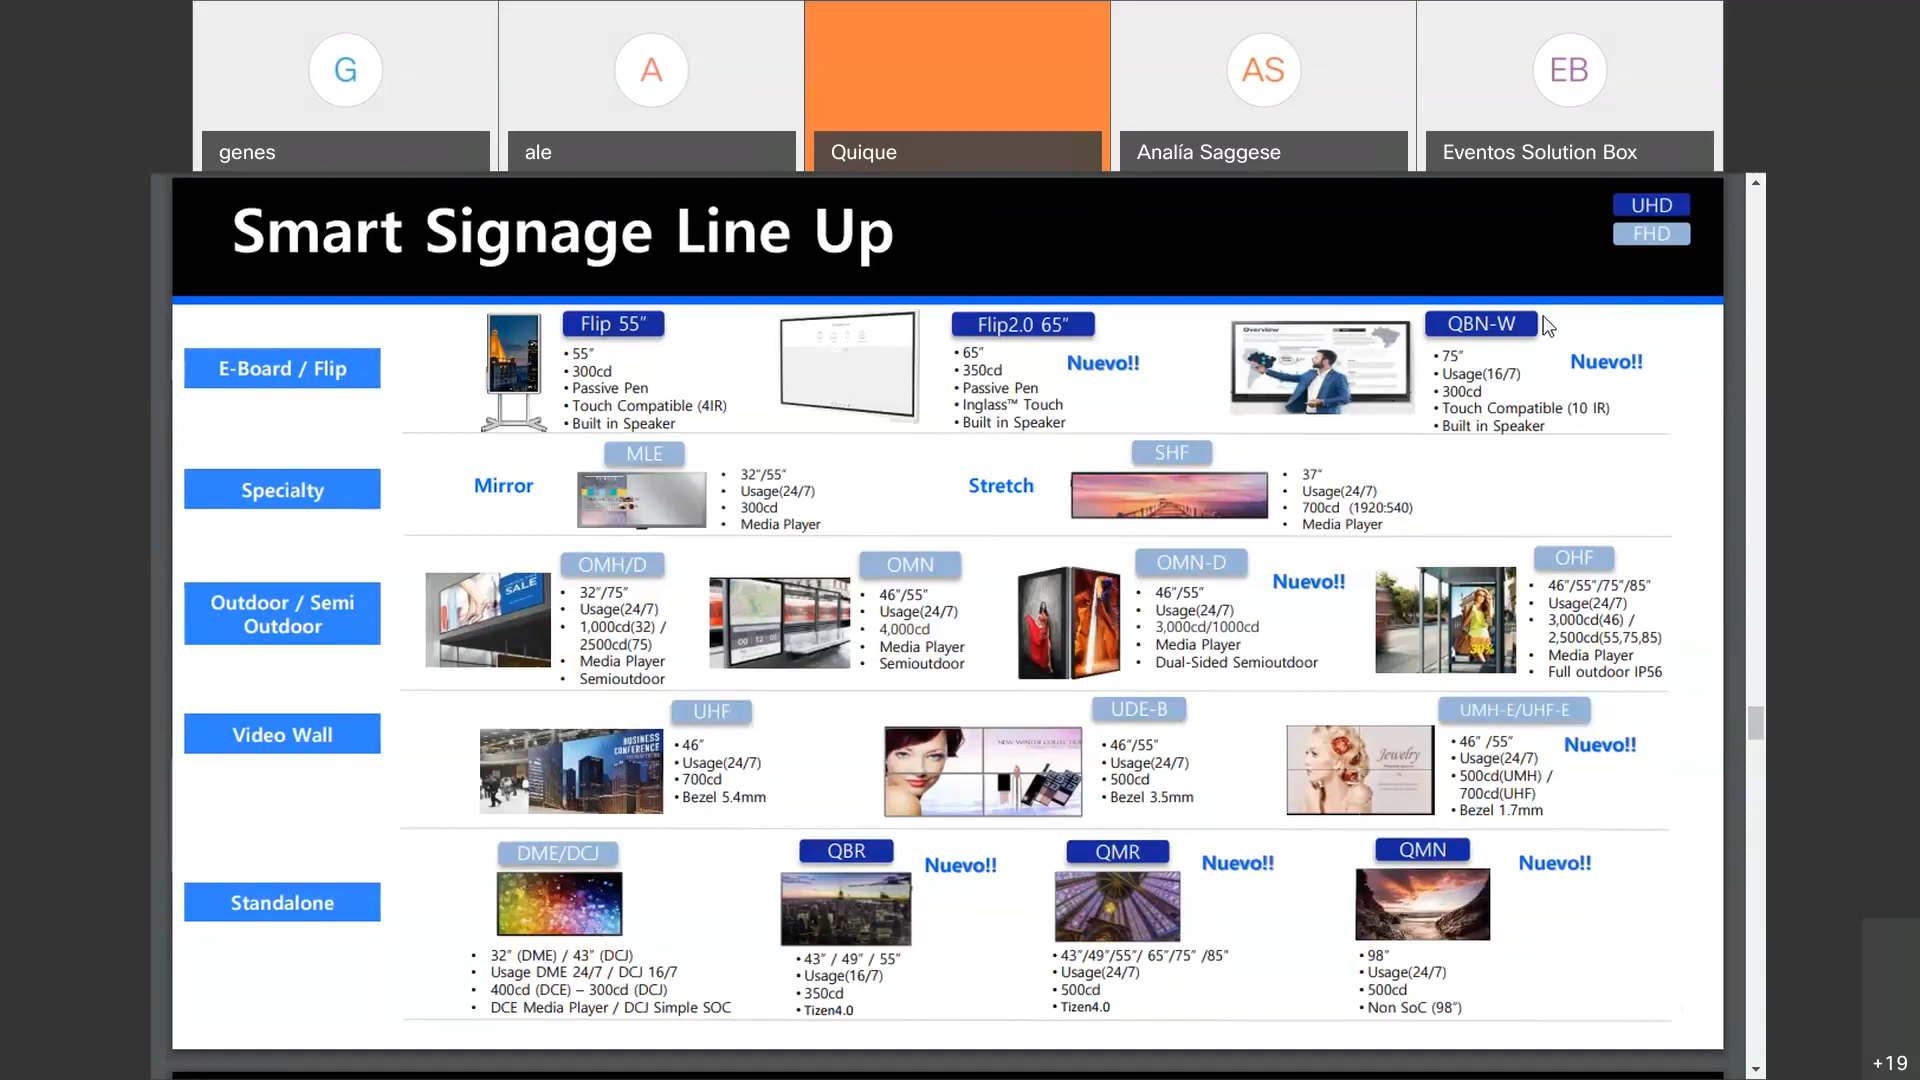 G
A
AS
EB
genes
ale
Quique
Analía Saggese
Eventos Solution Box
Smart Signage Line Up
UHD
FHD
E-Board / Flip
Flip 55”
• 55”
• 300cd
• Passive Pen
• Touch Compatible (4IR)
• Built in Speaker
Flip2.0 65”
• 65”
• 350cd
• Passive Pen
• Inglass™ Touch
• Built in Speaker
Nuevo!!
Overview
QBN-W
• 75”
• Usage(16/7)
• 300cd
• Touch Compatible (10 IR)
• Built in Speaker
Nuevo!!
Specialty
Mirror
MLE
• 32”/55”
• Usage(24/7)
• 300cd
• Media Player
Stretch
SHF
• 37”
• Usage(24/7)
• 700cd (1920:540)
• Media Player
Outdoor / Semi
Outdoor
SALE
OMH/D
• 32”/75”
• Usage(24/7)
• 1,000cd(32) /
2500cd(75)
• Media Player
• Semioutdoor
OMN
• 46”/55”
• Usage(24/7)
• 4,000cd
• Media Player
• Semioutdoor
OMN-D
• 46”/55”
• Usage(24/7)
• 3,000cd/1000cd
• Media Player
• Dual-Sided Semioutdoor
Nuevo!!
OHF
• 46”/55”/75”/85”
• Usage(24/7)
• 3,000cd(46) /
2,500cd(55,75,85)
• Media Player
• Full outdoor IP56
Video Wall
BUSINESS
CONFERENCE
UHF
• 46”
• Usage(24/7)
• 700cd
• Bezel 5.4mm
NEW WINTER COLLECTIO
UDE-B
• 46”/55”
• Usage(24/7)
• 500cd
• Bezel 3.5mm
Jewelry
UMH-E/UHF-E
• 46” /55”
• Usage(24/7)
• 500cd(UMH) /
700cd(UHF)
• Bezel 1.7mm
Nuevo!!
Standalone
DME/DCJ
• 32” (DME) / 43” (DCJ)
• Usage DME 24/7 / DCJ 16/7
• 400cd (DCE) – 300cd (DCJ)
• DCE Media Player / DCJ Simple SOC
QBR
Nuevo!!
• 43” / 49” / 55”
• Usage(16/7)
• 350cd
• Tizen4.0
QMR
Nuevo!!
• 43”/49”/55”/ 65”/75” /85”
• Usage(24/7)
• 500cd
• Tizen4.0
QMN
Nuevo!!
• 98”
• Usage(24/7)
• 500cd
• Non SoC (98”)
+19